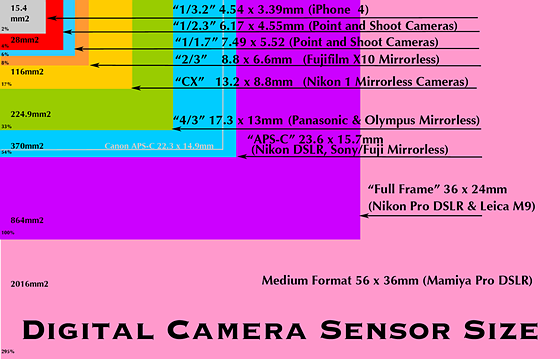 15.4
mm2
2%
“1/3.2” 4.54 x 3.39mm (iPhone 4)
“1/2.3” 6.17 x 4.55mm (Point and Shoot Cameras)
28mm2
“1/1.7” 7.49 x 5.52 (Point and Shoot Cameras)
6%
“2/3” 8.8 x 6.6mm (Fujifilm X10 Mirrorless)
8%
116mm2
“CX” 13.2 x 8.8mm (Nikon 1 Mirrorless Cameras)
17%
224.9mm2
“4/3” 17.3 x 13mm (Panasonic & Olympus Mirrorless)
33%
“APS-C” 23.6 x 15.7mm
370mm2
Canon APS-C 22.3 x 14.9mm
(Nikon DSLR, Sony/Fuji Mirrorless)
54%
“Full Frame” 36 x 24mm
(Nikon Pro DSLR & Leica M9)
864mm2
100%
2016mm2
Medium Format 56 x 36mm (Mamiya Pro DSLR)
Digital Camera Sensor Size